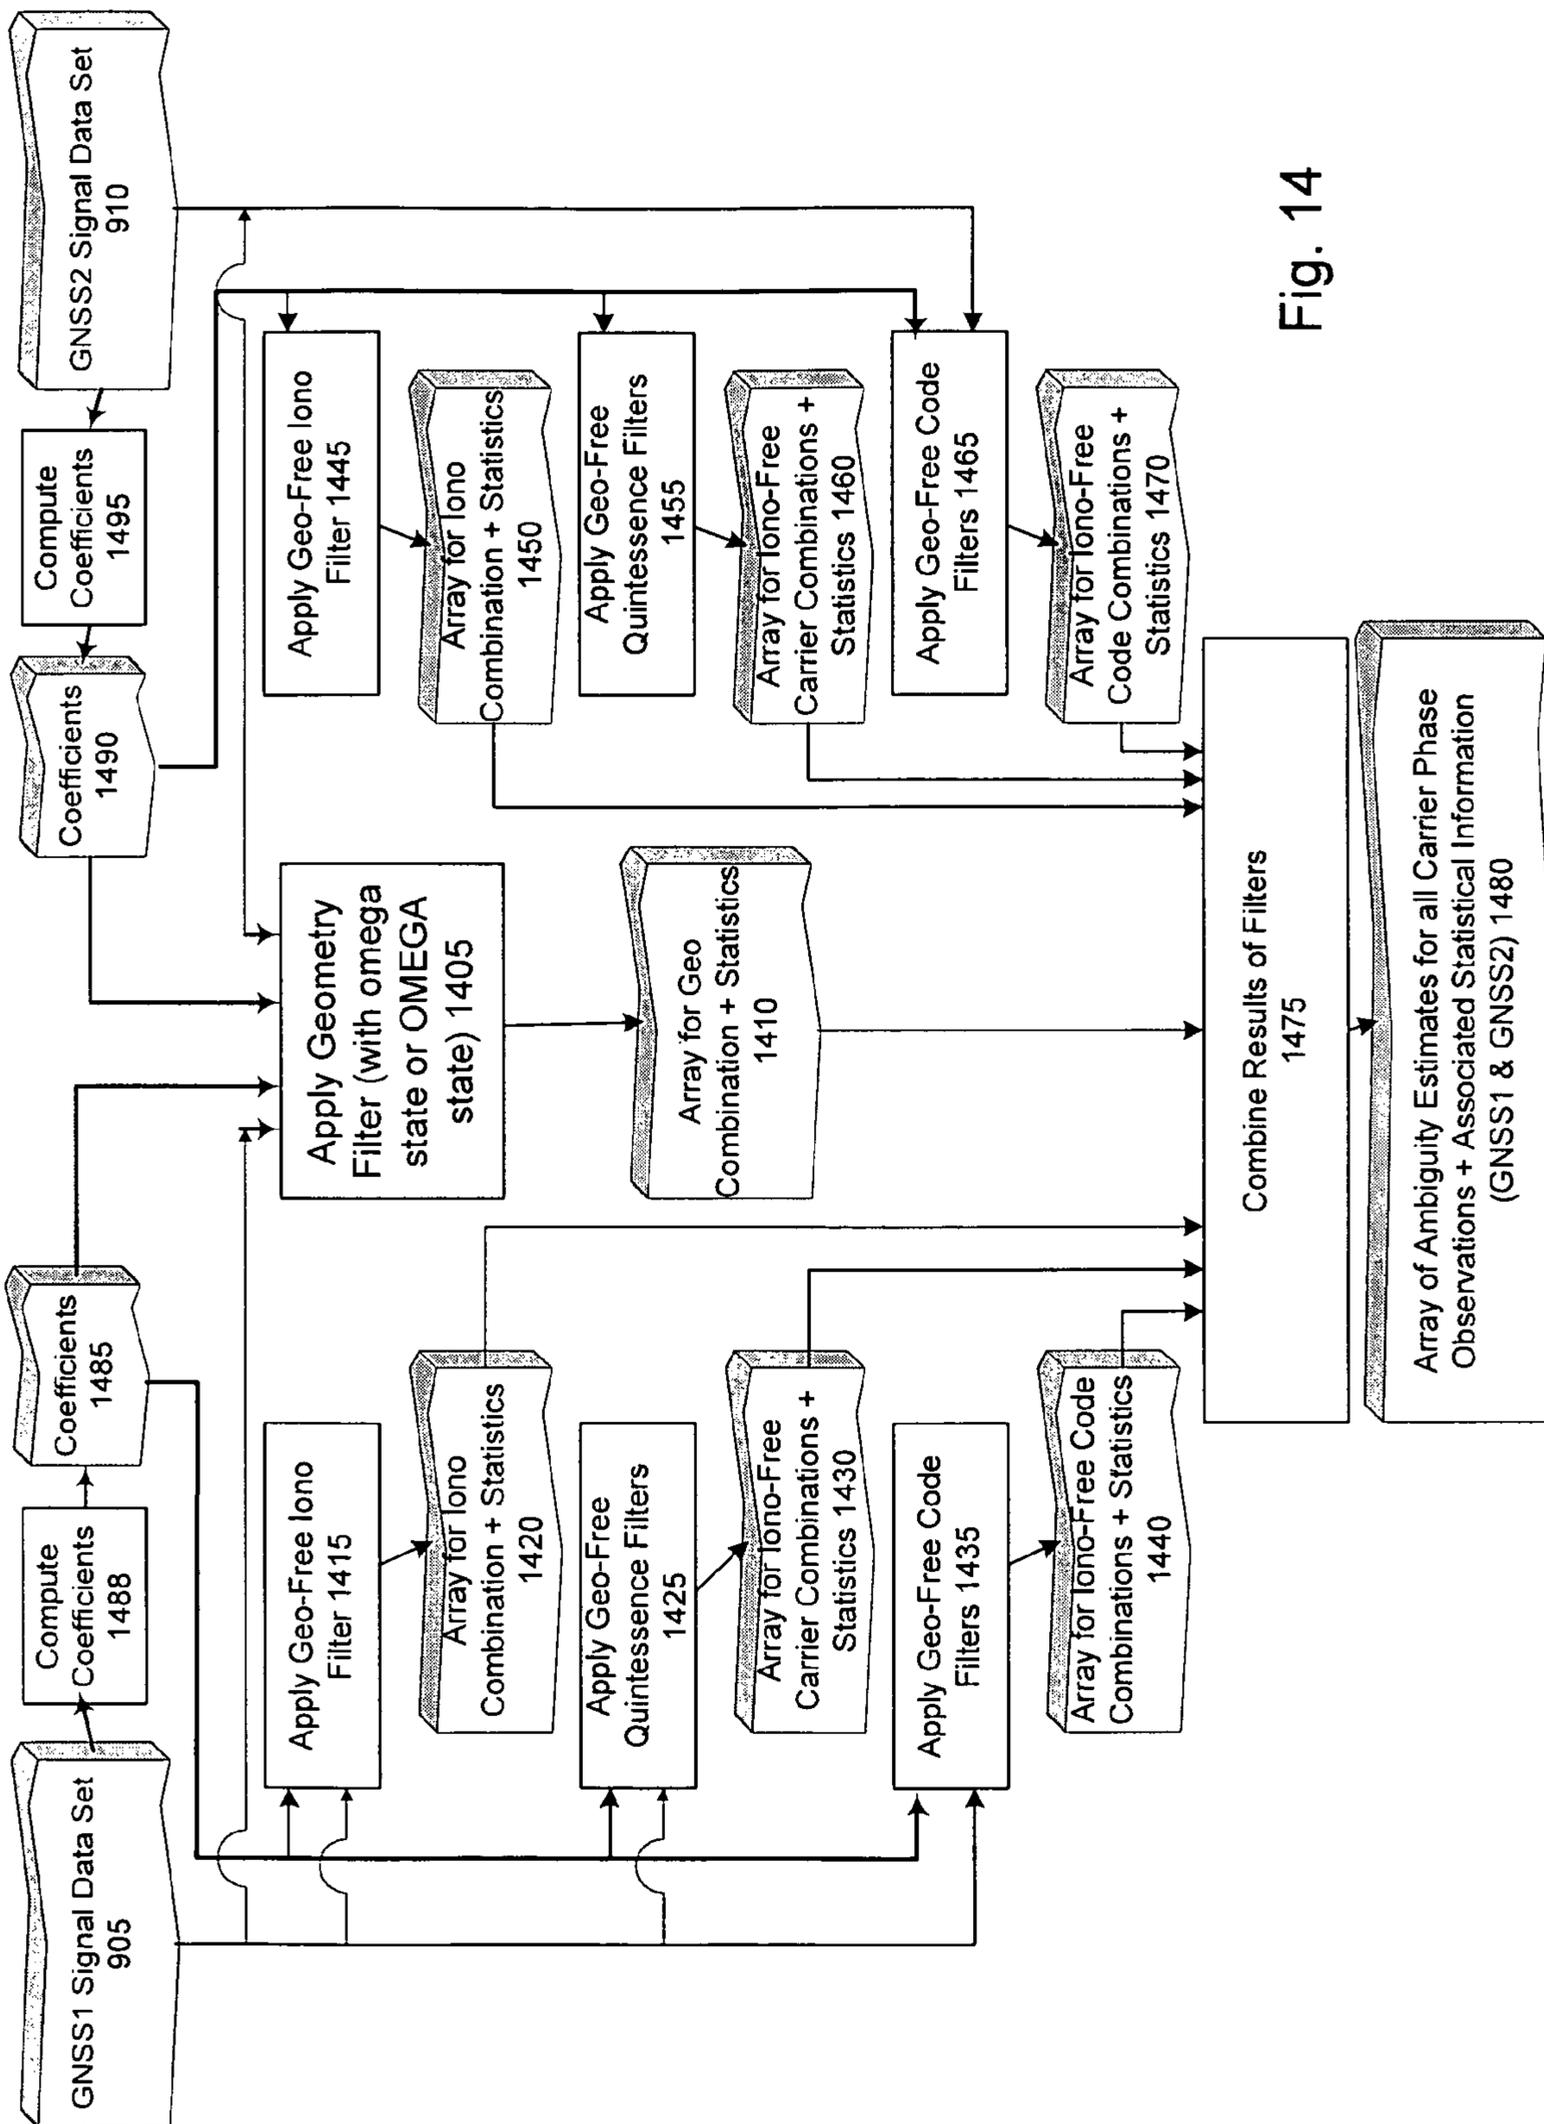 GNSS1 Signal Data Set
905
Compute
Coefficients
1488
Coefficients
1485
Coefficients
1490
Compute
Coefficients
1495
GNSS2 Signal Data Set
910
Apply Geo-Free Iono
Filter 1415
Array for Iono
Combination + Statistics
1420
Apply Geo-Free
Quintessence Filters
1425
Array for Iono-Free
Carrier Combinations +
Statistics 1430
Apply Geo-Free Code
Filters 1435
Array for Iono-Free Code
Combinations + Statistics
1440
Apply Geometry
Filter (with omega
state or OMEGA
state) 1405
Array for Geo
Combination + Statistics
1410
Apply Geo-Free Iono
Filter 1445
Array for Iono
Combination + Statistics
1450
Apply Geo-Free
Quintessence Filters
1455
Array for Iono-Free
Carrier Combinations +
Statistics 1460
Apply Geo-Free Code
Filters 1465
Array for Iono-Free
Code Combinations +
Statistics 1470
Combine Results of Filters
1475
Array of Ambiguity Estimates for all Carrier Phase
Observations + Associated Statistical Information
(GNSS1 & GNSS2) 1480
Fig. 14